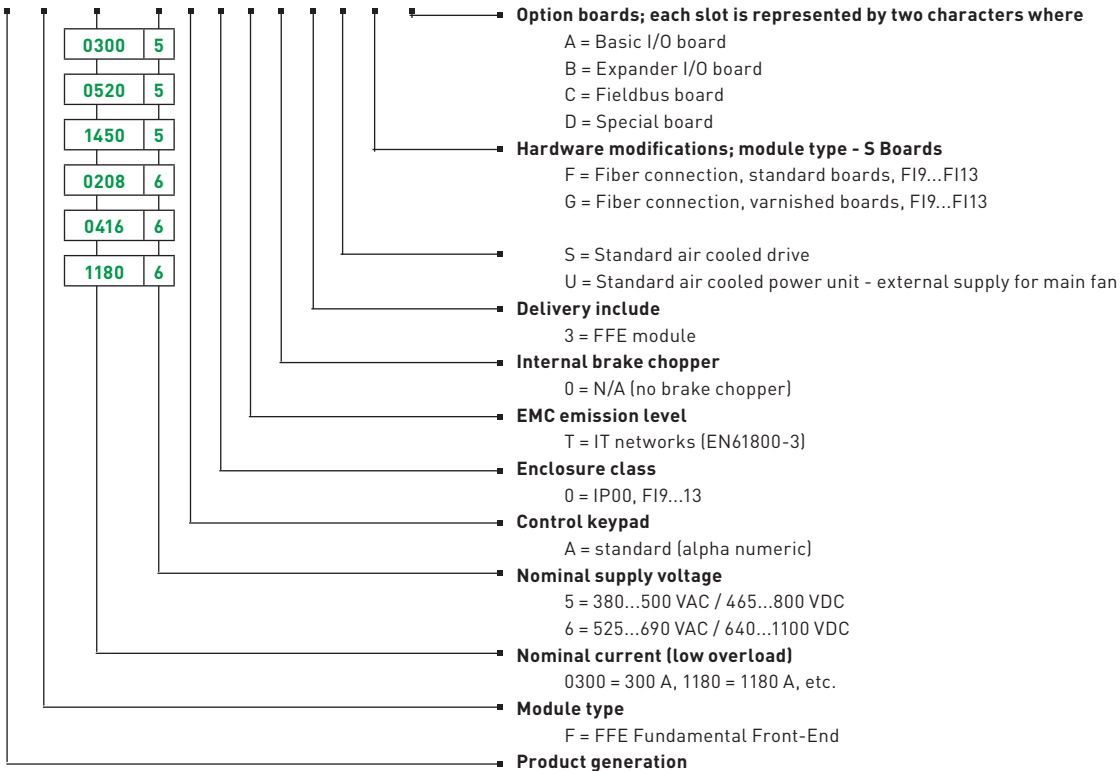 Option boards; each slot is represented by two characters where
A = Basic I/O board
B = Expander I/O board
C = Fieldbus board
D = Special board
Hardware modifications; module type - S Boards
F = Fiber connection, standard boards, FI9...FI13
G = Fiber connection, varnished boards, FI9...FI13
S = Standard air cooled drive
U = Standard air cooled power unit - external supply for main fan
Delivery include
3 = FFE module
Internal brake chopper
0 = N/A (no brake chopper)
EMC emission level
T = IT networks (EN61800-3)
Enclosure class
0 = IP00, FI9...13
Control keypad
A = standard (alpha numeric)
Nominal supply voltage
5 = 380...500 VAC / 465...800 VDC
6 = 525...690 VAC / 640...1100 VDC
Nominal current (low overload)
0300 = 300 A, 1180 = 1180 A, etc.
Module type
F = FFE Fundamental Front-End
Product generation
0300 5
0520 5
1450 5
0208 6
0416 6
1180 6